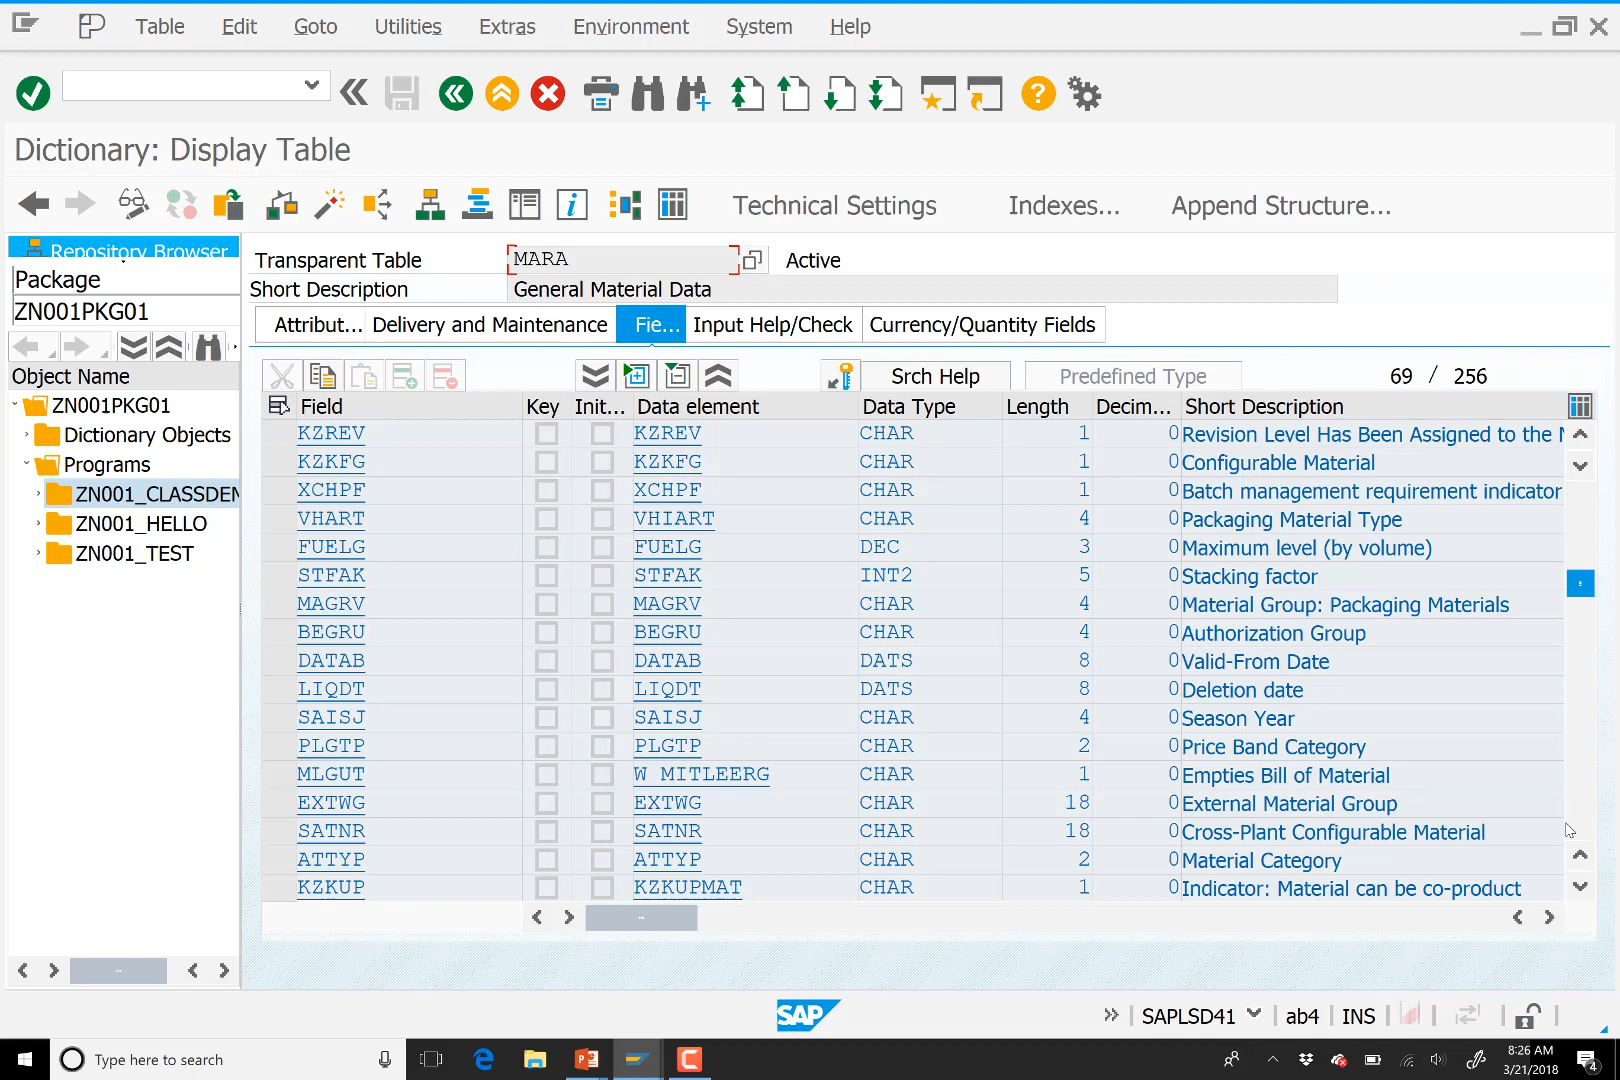 Table Edit Goto Utilities Extras Environment System Help
Dictionary: Display Table
Technical Settings Indexes... Append Structure...
Repository Browser
Package
ZN001PKG01
Object Name
ZN001PKG01
Dictionary Objects
Programs
ZN001_CLASSDEN
ZN001_HELLO
ZN001_TEST
Transparent Table MARA Active
Short Description General Material Data
Attribut... Delivery and Maintenance Fie... Input Help/Check Currency/Quantity Fields
Srch Help Predefined Type 69 / 256
Field Key Init... Data element Data Type Length Decim... Short Description
KZREV KZREV CHAR 1 0 Revision Level Has Been Assigned to the
KZKFG KZKFG CHAR 1 0 Configurable Material
XCHPF XCHPF CHAR 1 0 Batch management requirement indicator
VHART VHIART CHAR 4 0 Packaging Material Type
FUELG FUELG DEC 3 0 Maximum level (by volume)
STFAK STFAK INT2 5 0 Stacking factor
MAGRV MAGRV CHAR 4 0 Material Group: Packaging Materials
BEGRU BEGRU CHAR 4 0 Authorization Group
DATAB DATAB DATS 8 0 Valid-From Date
LIQDT LIQDT DATS 8 0 Deletion date
SAISJ SAISJ CHAR 4 0 Season Year
PLGTP PLGTP CHAR 2 0 Price Band Category
MLGUT W_MITLEERG CHAR 1 0 Empties Bill of Material
EXTWG EXTWG CHAR 18 0 External Material Group
SATNR SATNR CHAR 18 0 Cross-Plant Configurable Material
ATTYP ATTYP CHAR 2 0 Material Category
KZKUP KZKUPMAT CHAR 1 0 Indicator: Material can be co-product
SAP SAPLSD41 ab4 INS
Type here to search
8:26 AM
3/21/2018
4